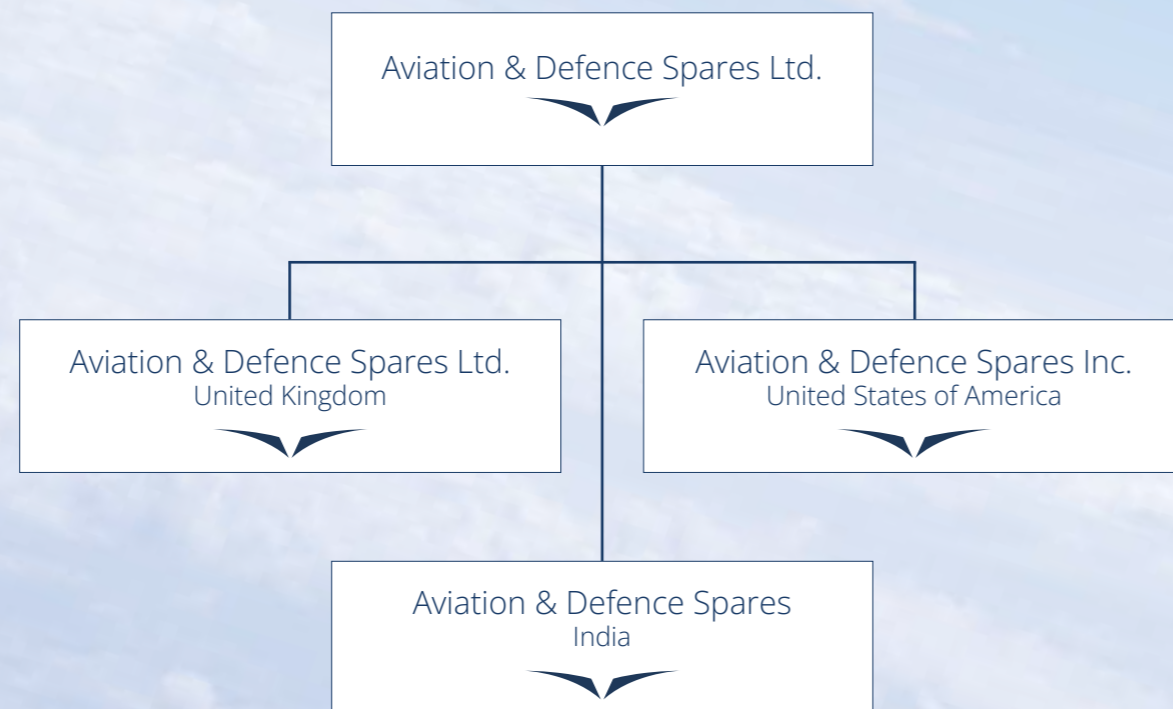 Aviation & Defence Spares Ltd.
Aviation & Defence Spares Ltd.
United Kingdom
Aviation & Defence Spares Inc.
United States of America
Aviation & Defence Spares
India